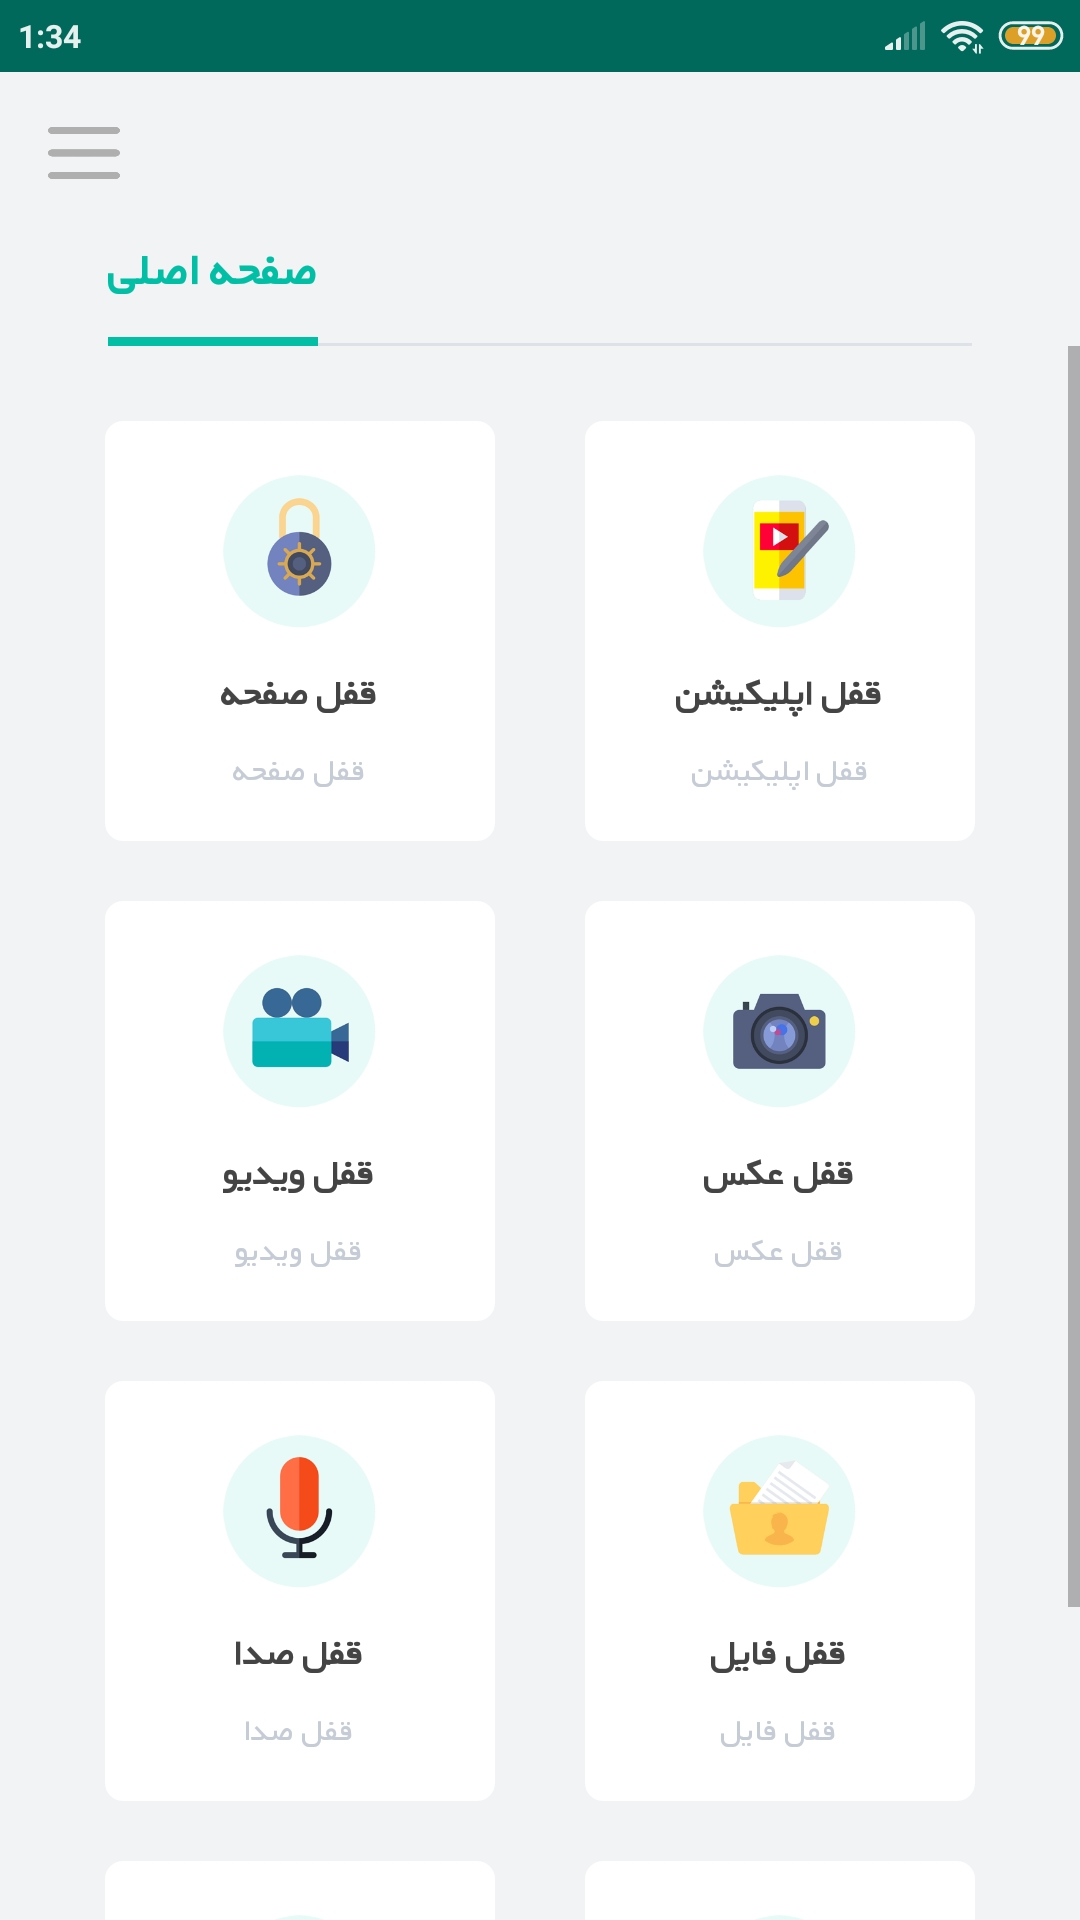 1:34
99
صفحه اصلی
قفل اپلیکیشن
قفل اپلیکیشن
قفل صفحه
قفل صفحه
قفل عکس
قفل عکس
قفل ویدیو
قفل ویدیو
قفل فایل
قفل فایل
قفل صدا
قفل صدا